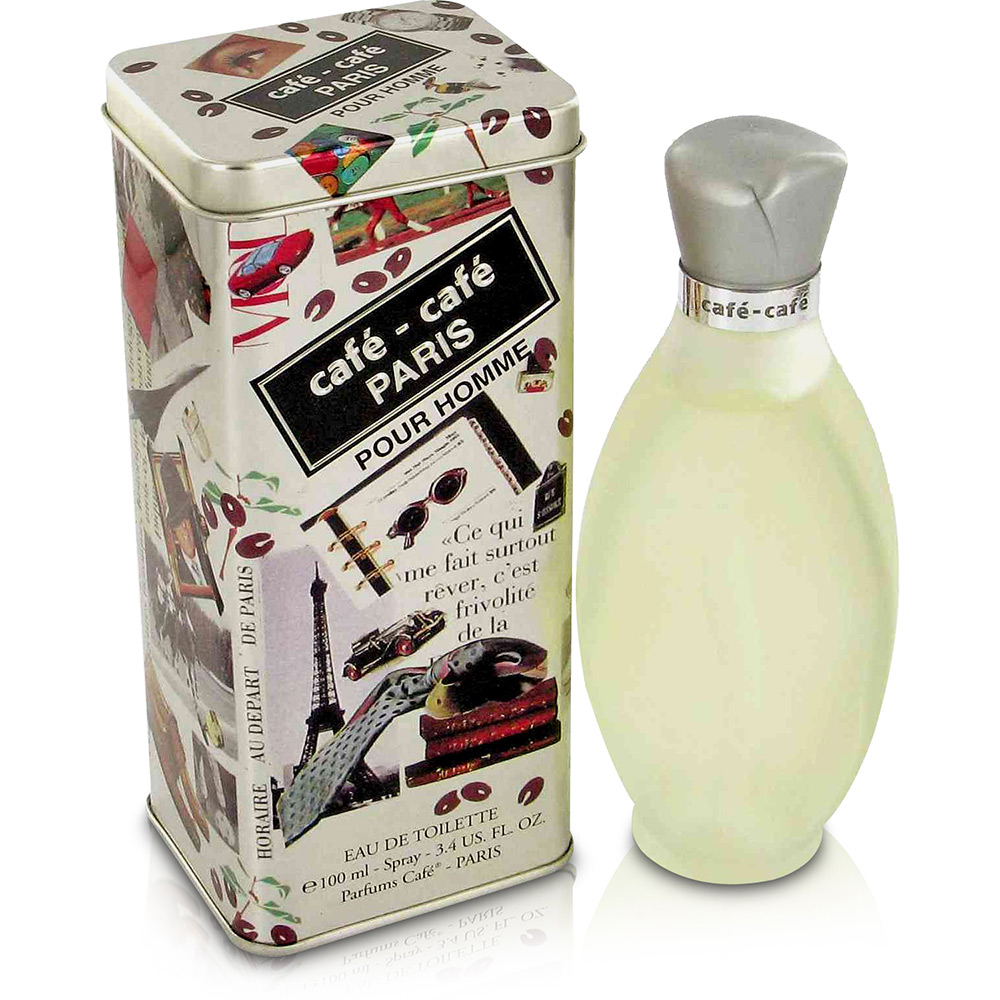 café - café
PARIS
POUR HOMME
café - café
PARIS
POUR HOMME
«Ce qui
me fait surtout
rêver, c'est
frivolité
de la
HORAIRE AU DEPART DE PARIS
EAU DE TOILETTE
e 100 ml - Spray - 3.4 US. FL. OZ.
Parfums Café® - PARIS
café-café